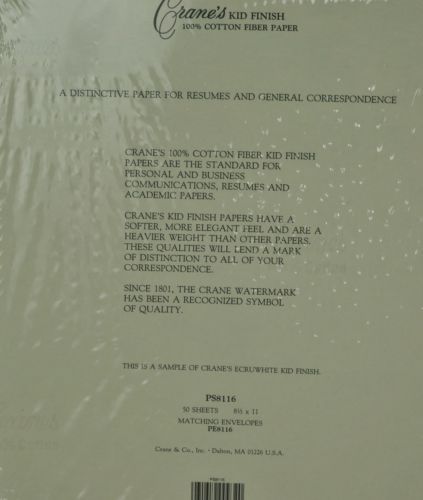 Crane's KID FINISH
100% COTTON FIBER PAPER
A DISTINCTIVE PAPER FOR RESUMES AND GENERAL CORRESPONDENCE
CRANE'S 100% COTTON FIBER KID FINISH
PAPERS ARE THE STANDARD FOR
PERSONAL AND BUSINESS
COMMUNICATIONS, RESUMES AND
ACADEMIC PAPERS.
CRANE'S KID FINISH PAPERS HAVE A
SOFTER, MORE ELEGANT FEEL AND ARE A
HEAVIER WEIGHT THAN OTHER PAPERS.
THESE QUALITIES WILL LEND A MARK
OF DISTINCTION TO ALL OF YOUR
CORRESPONDENCE.
SINCE 1801, THE CRANE WATERMARK
HAS BEEN A RECOGNIZED SYMBOL
OF QUALITY.
THIS IS A SAMPLE OF CRANE'S ECRUWHITE KID FINISH.
PS8116
50 SHEETS 8½ x 11
MATCHING ENVELOPES
PE8116
Crane & Co., Inc. · Dalton, MA 01226 U.S.A.